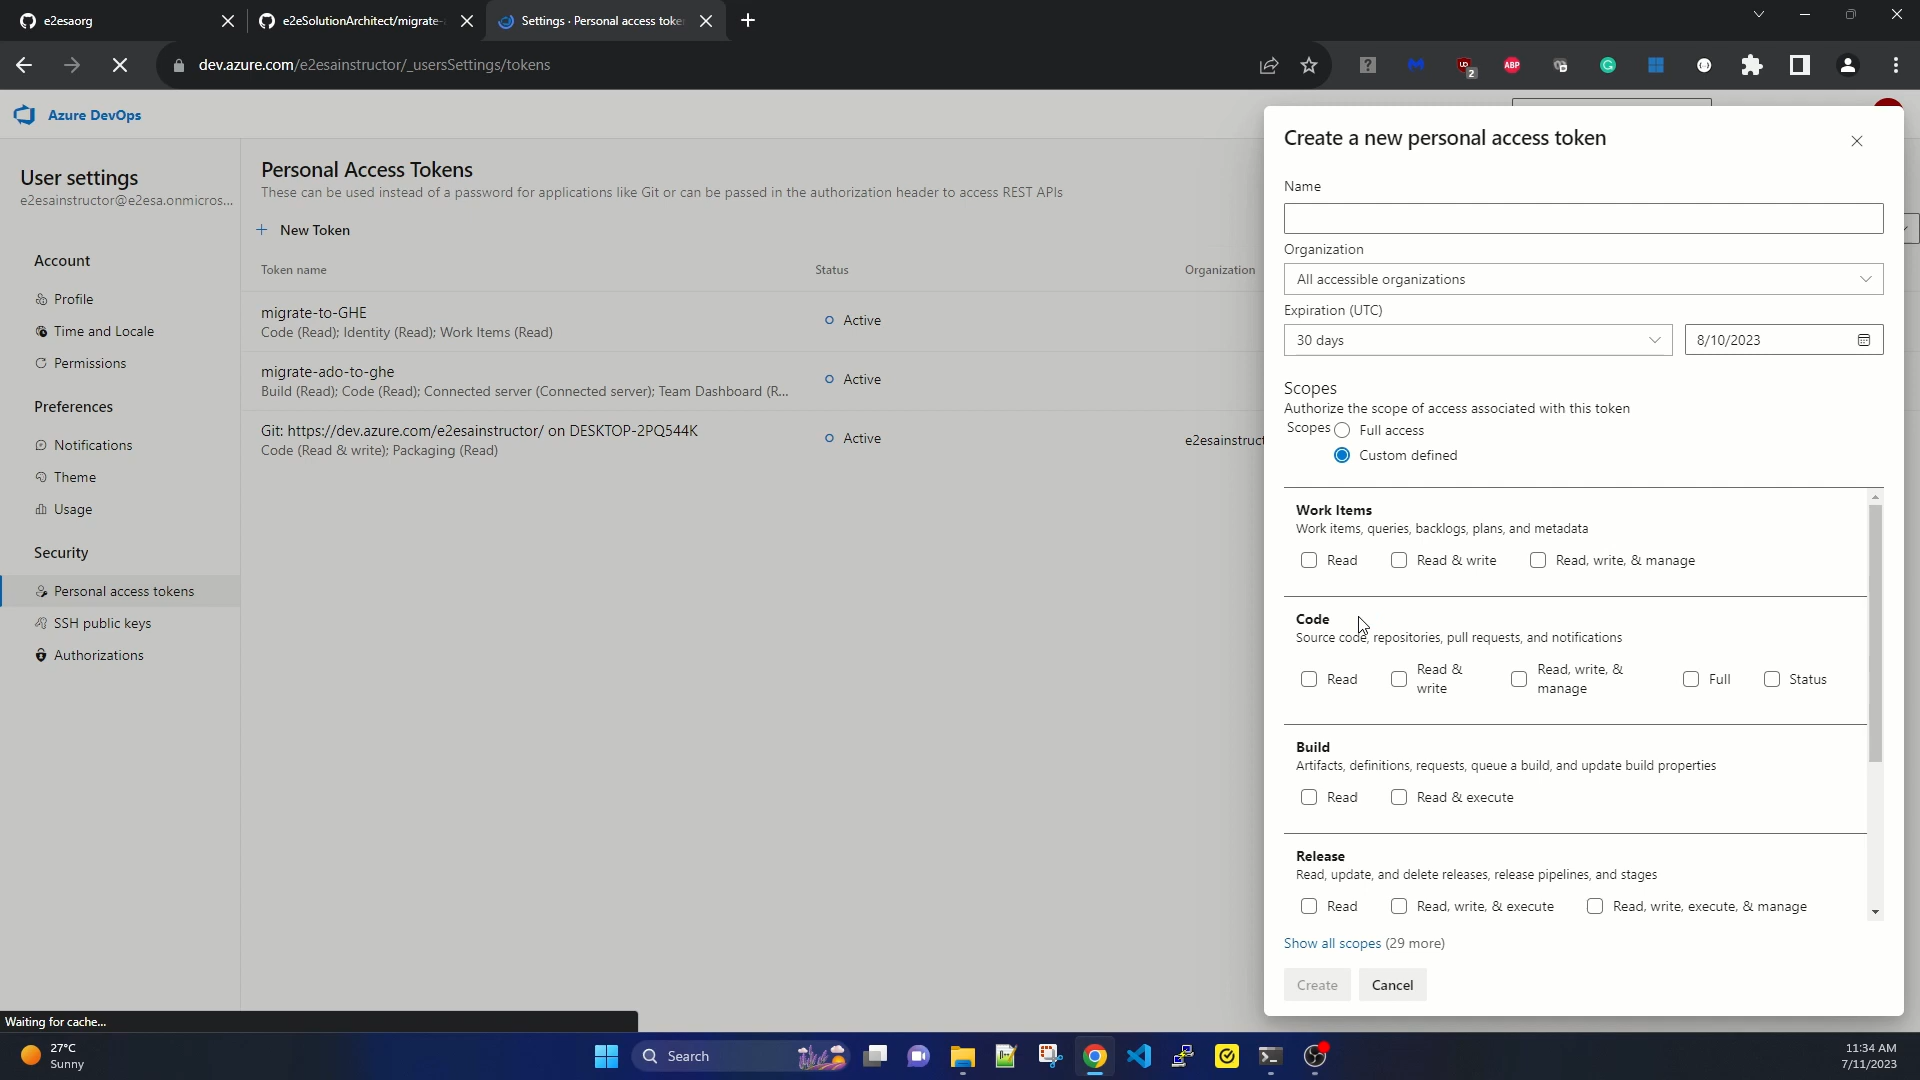 e2esaorg
e2eSolutionArchitect/migrate-
Settings · Personal access toke
dev.azure.com/e2esainstructor/_usersSettings/tokens
2
ABP
Azure DevOps
User settings
e2esainstructor@e2esa.onmicros...
Account
Profile
Time and Locale
Permissions
Preferences
Notifications
Theme
Usage
Security
Personal access tokens
SSH public keys
Authorizations
Personal Access Tokens
These can be used instead of a password for applications like Git or can be passed in the authorization header to access REST APIs
+ New Token
Token name Status Organization
migrate-to-GHE
Code (Read); Identity (Read); Work Items (Read)
Active
migrate-ado-to-ghe
Build (Read); Code (Read); Connected server (Connected server); Team Dashboard (R...
Active
Git: https://dev.azure.com/e2esainstructor/ on DESKTOP-2PQ544K
Code (Read & write); Packaging (Read)
Active
e2esainstruct
Create a new personal access token
Name
Organization
All accessible organizations
Expiration (UTC)
30 days 8/10/2023
Scopes
Authorize the scope of access associated with this token
Scopes Full access
Custom defined
Work Items
Work items, queries, backlogs, plans, and metadata
Read Read & write Read, write, & manage
Code
Source code, repositories, pull requests, and notifications
Read Read & write Read, write, & manage Full Status
Build
Artifacts, definitions, requests, queue a build, and update build properties
Read Read & execute
Release
Read, update, and delete releases, release pipelines, and stages
Read Read, write, & execute Read, write, execute, & manage
Show all scopes (29 more)
Create Cancel
Waiting for cache...
27°C
Sunny
Search
11:34 AM
7/11/2023